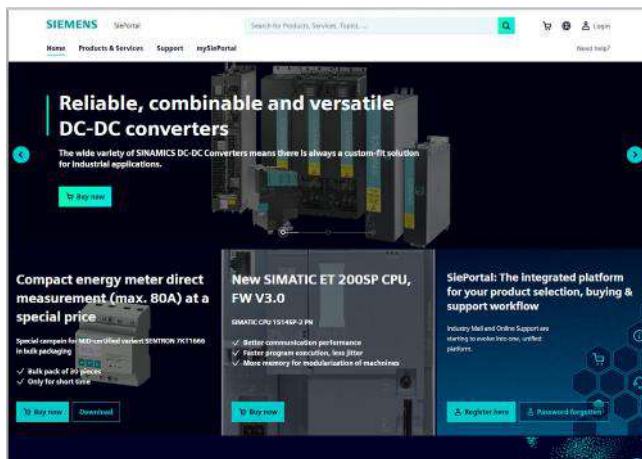 SIEMENS SiePortal
Search for Products, Services, Topics, ...
Login
Home Products & Services Support mySiePortal
Need help?
Reliable, combinable and versatile
DC-DC converters
The wide variety of SINAMICS DC-DC Converters means there is always a custom-fit solution
for industrial applications.
Buy now
Compact energy meter direct
measurement (max. 80A) at a
special price
Special campain for MID-certified variant SENTRON 7KT1666
in bulk packaging
Bulk pack of 30 pieces
Only for short time
Buy now Download
New SIMATIC ET 200SP CPU,
FW V3.0
SIMATIC CPU 1514SP-2 PN
Better communication performance
Faster program execution, less jitter
More memory for modularization of machnines
Buy now
SiePortal: The integrated platform
for your product selection, buying &
support workflow
Industry Mall and Online Support are
starting to evolve into one, unified
platform.
Register here Password forgotten